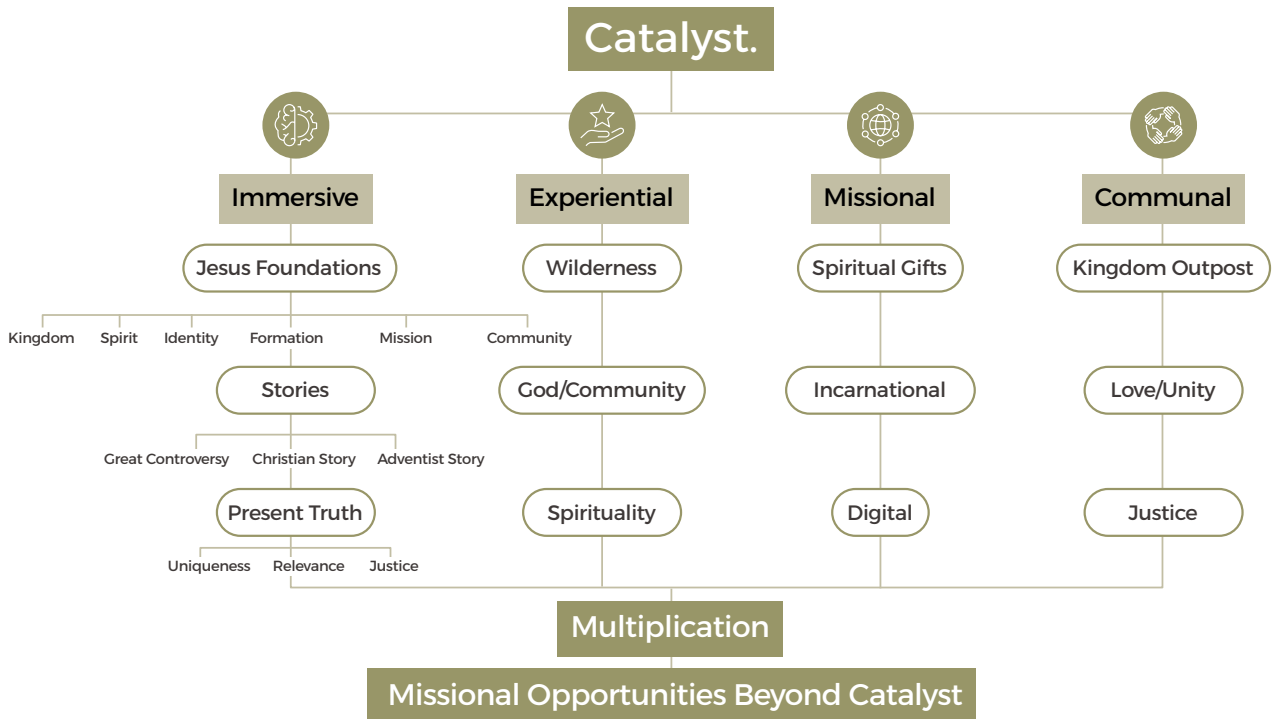 Catalyst.
Immersive
Experiential
Missional
Communal
Jesus Foundations
Wilderness
Spiritual Gifts
Kingdom Outpost
Kingdom
Spirit
Identity
Formation
Mission
Community
Stories
God/Community
Incarnational
Love/Unity
Great Controversy
Christian Story
Adventist Story
Present Truth
Spirituality
Digital
Justice
Uniqueness
Relevance
Justice
Multiplication
Missional Opportunities Beyond Catalyst